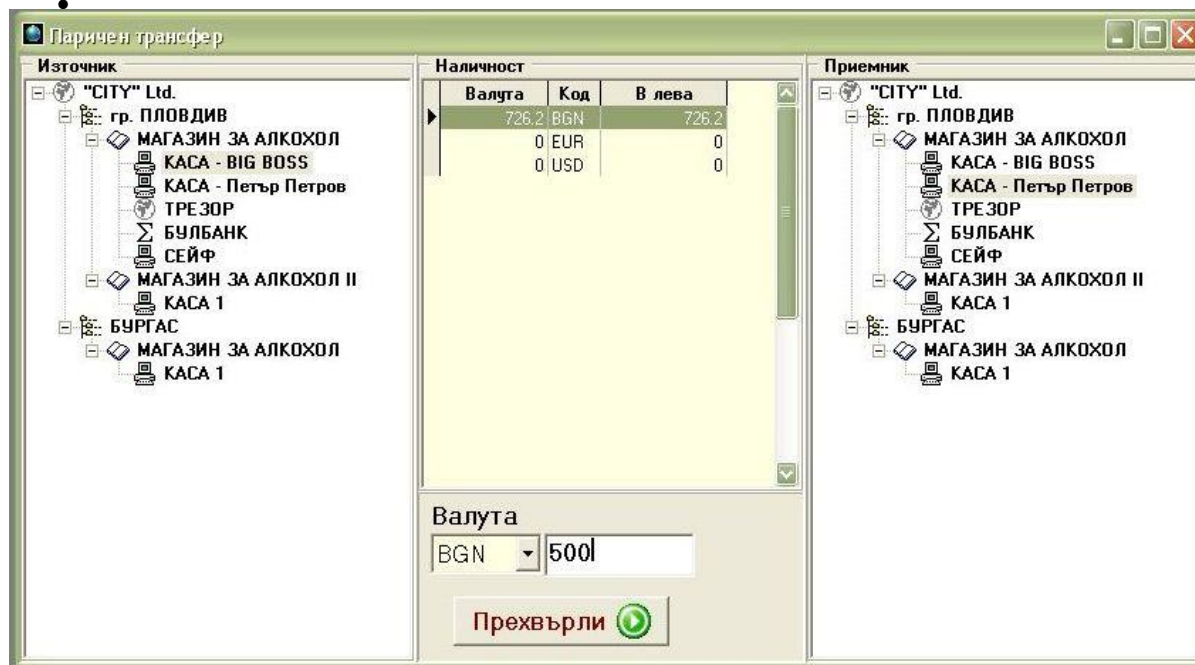 Паричен трансфер
Източник
"CITY" Ltd.
гр. ПЛОВДИВ
МАГАЗИН ЗА АЛКОХОЛ
КАСА - BIG BOSS
КАСА - Петър Петров
ТРЕЗОР
БУЛБАНК
СЕЙФ
МАГАЗИН ЗА АЛКОХОЛ II
КАСА 1
БУРГАС
МАГАЗИН ЗА АЛКОХОЛ
КАСА 1
Наличност
Валута Код В лева
726.2 BGN 726.2
0 EUR 0
0 USD 0
Валута
BGN 500
Прехвърли
Приемник
"CITY" Ltd.
гр. ПЛОВДИВ
МАГАЗИН ЗА АЛКОХОЛ
КАСА - BIG BOSS
КАСА - Петър Петров
ТРЕЗОР
БУЛБАНК
СЕЙФ
МАГАЗИН ЗА АЛКОХОЛ II
КАСА 1
БУРГАС
МАГАЗИН ЗА АЛКОХОЛ
КАСА 1